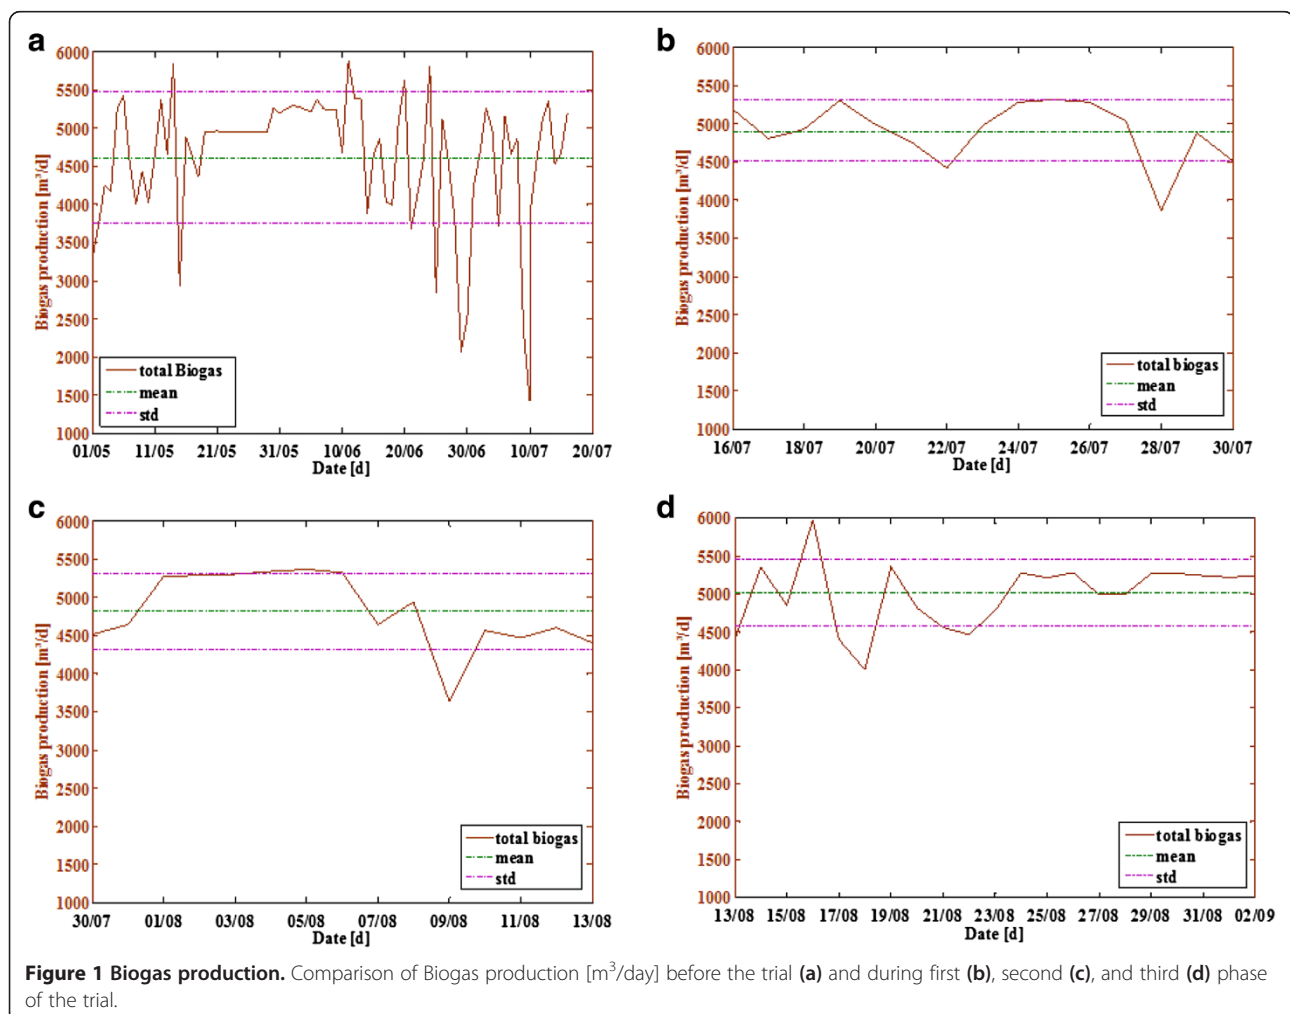 a
6000
5500
5000
4500
4000
3500
3000
2500
2000
1500
1000
Biogas production [m³/d]
total Biogas
mean
std
01/05 11/05 21/05 31/05 10/06 20/06 30/06 10/07 20/07
Date [d]
b
6000
5500
5000
4500
4000
3500
3000
2500
2000
1500
1000
Biogas production [m³/d]
total biogas
mean
std
16/07 18/07 20/07 22/07 24/07 26/07 28/07 30/07
Date [d]
c
6000
5500
5000
4500
4000
3500
3000
2500
2000
1500
1000
Biogas production [m³/d]
total biogas
mean
std
30/07 01/08 03/08 05/08 07/08 09/08 11/08 13/08
Date [d]
d
6000
5500
5000
4500
4000
3500
3000
2500
2000
1500
1000
Biogas production [m³/d]
total biogas
mean
std
13/08 15/08 17/08 19/08 21/08 23/08 25/08 27/08 29/08 31/08 02/09
Date [d]
Figure 1 Biogas production. Comparison of Biogas production [m³/day] before the trial (a) and during first (b), second (c), and third (d) phase
of the trial.